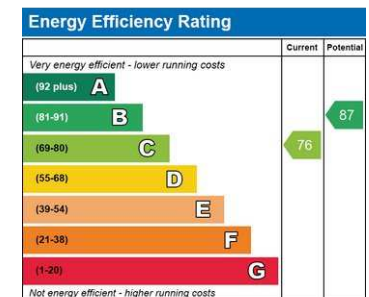 Energy Efficiency Rating
Current Potential
Very energy efficient - lower running costs
(92 plus) A
(81-91) B
87
(69-80) C
76
(55-68) D
(39-54) E
(21-38) F
(1-20) G
Not energy efficient - higher running costs